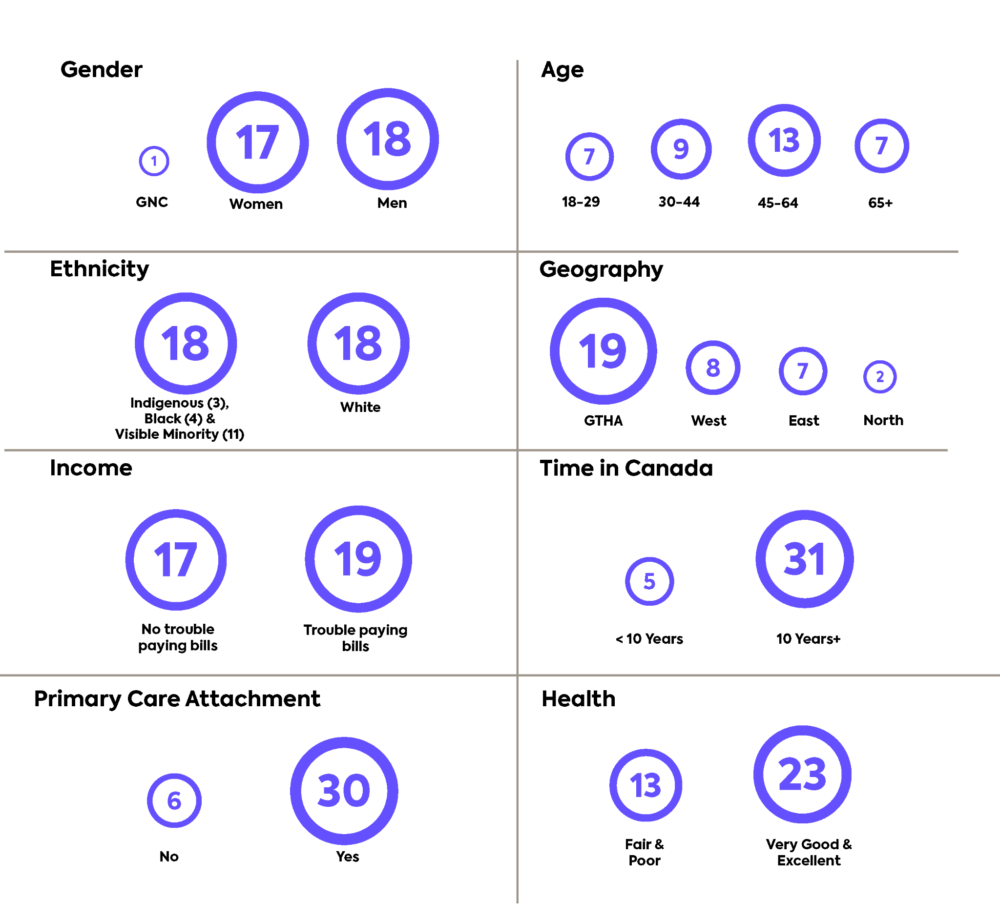 Gender
1
17
18
GNC
Women
Men
Age
7
9
13
7
18-29
30-44
45-64
65+
Ethnicity
18
18
Indigenous (3),
Black (4) &
Visible Minority (11)
White
Geography
19
8
7
2
GTHA
West
East
North
Income
17
19
No trouble
paying bills
Trouble paying
bills
Time in Canada
5
31
< 10 Years
10 Years+
Primary Care Attachment
6
30
No
Yes
Health
13
23
Fair &
Poor
Very Good &
Excellent